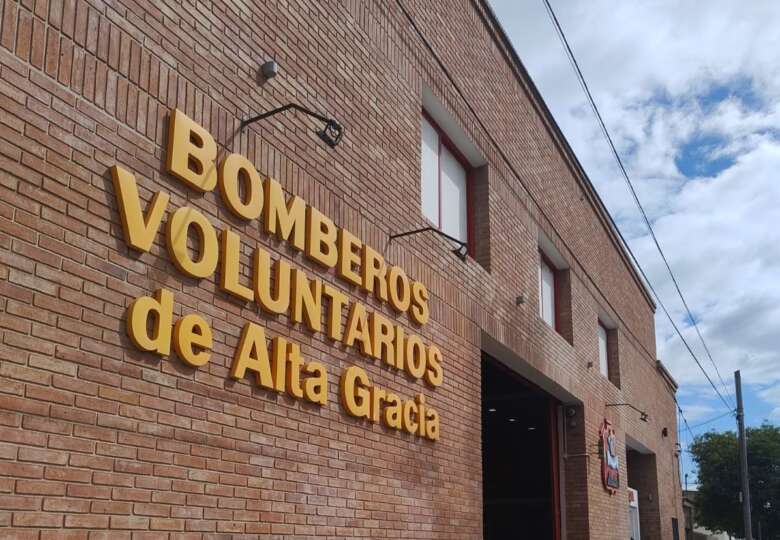 BOMBEROS
VOLUNTARIOS
de Alta Gracia